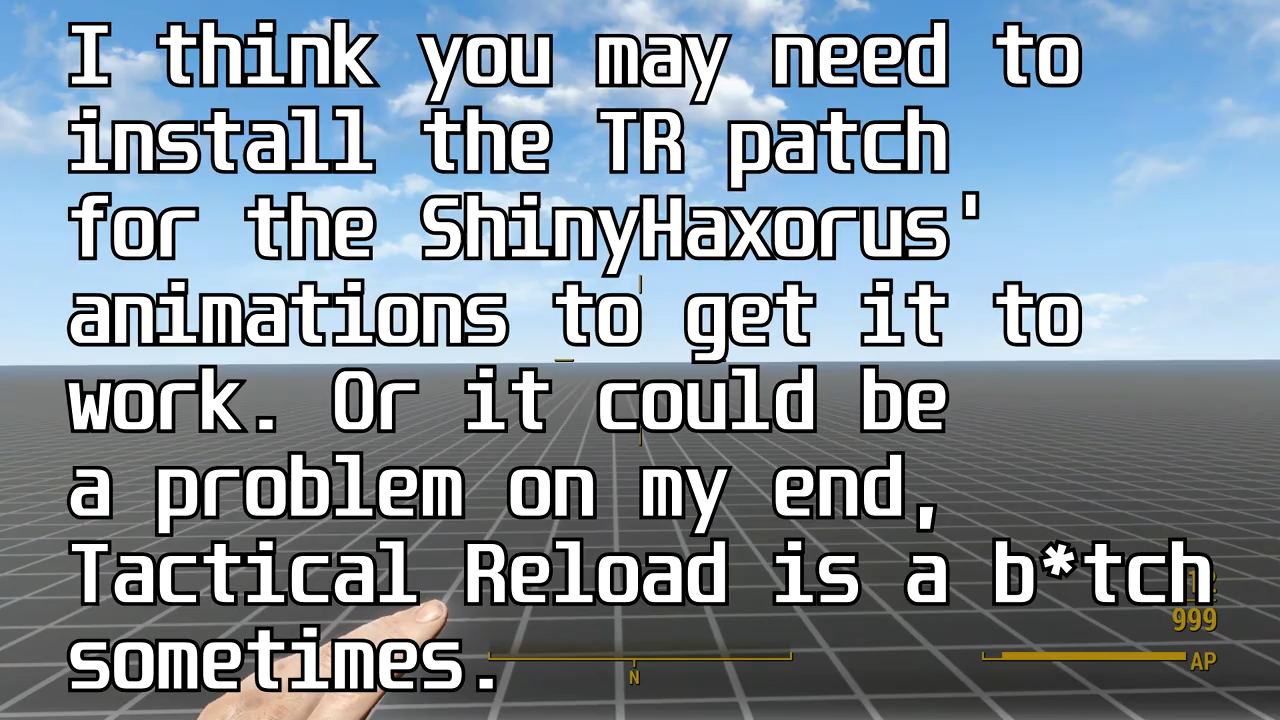 I think you may need to
install the TR patch
for the ShinyHaxorus'
animations to get it to
work. Or it could be
a problem on my end,
Tactical Reload is a b*tch
sometimes.
12
999
AP
N